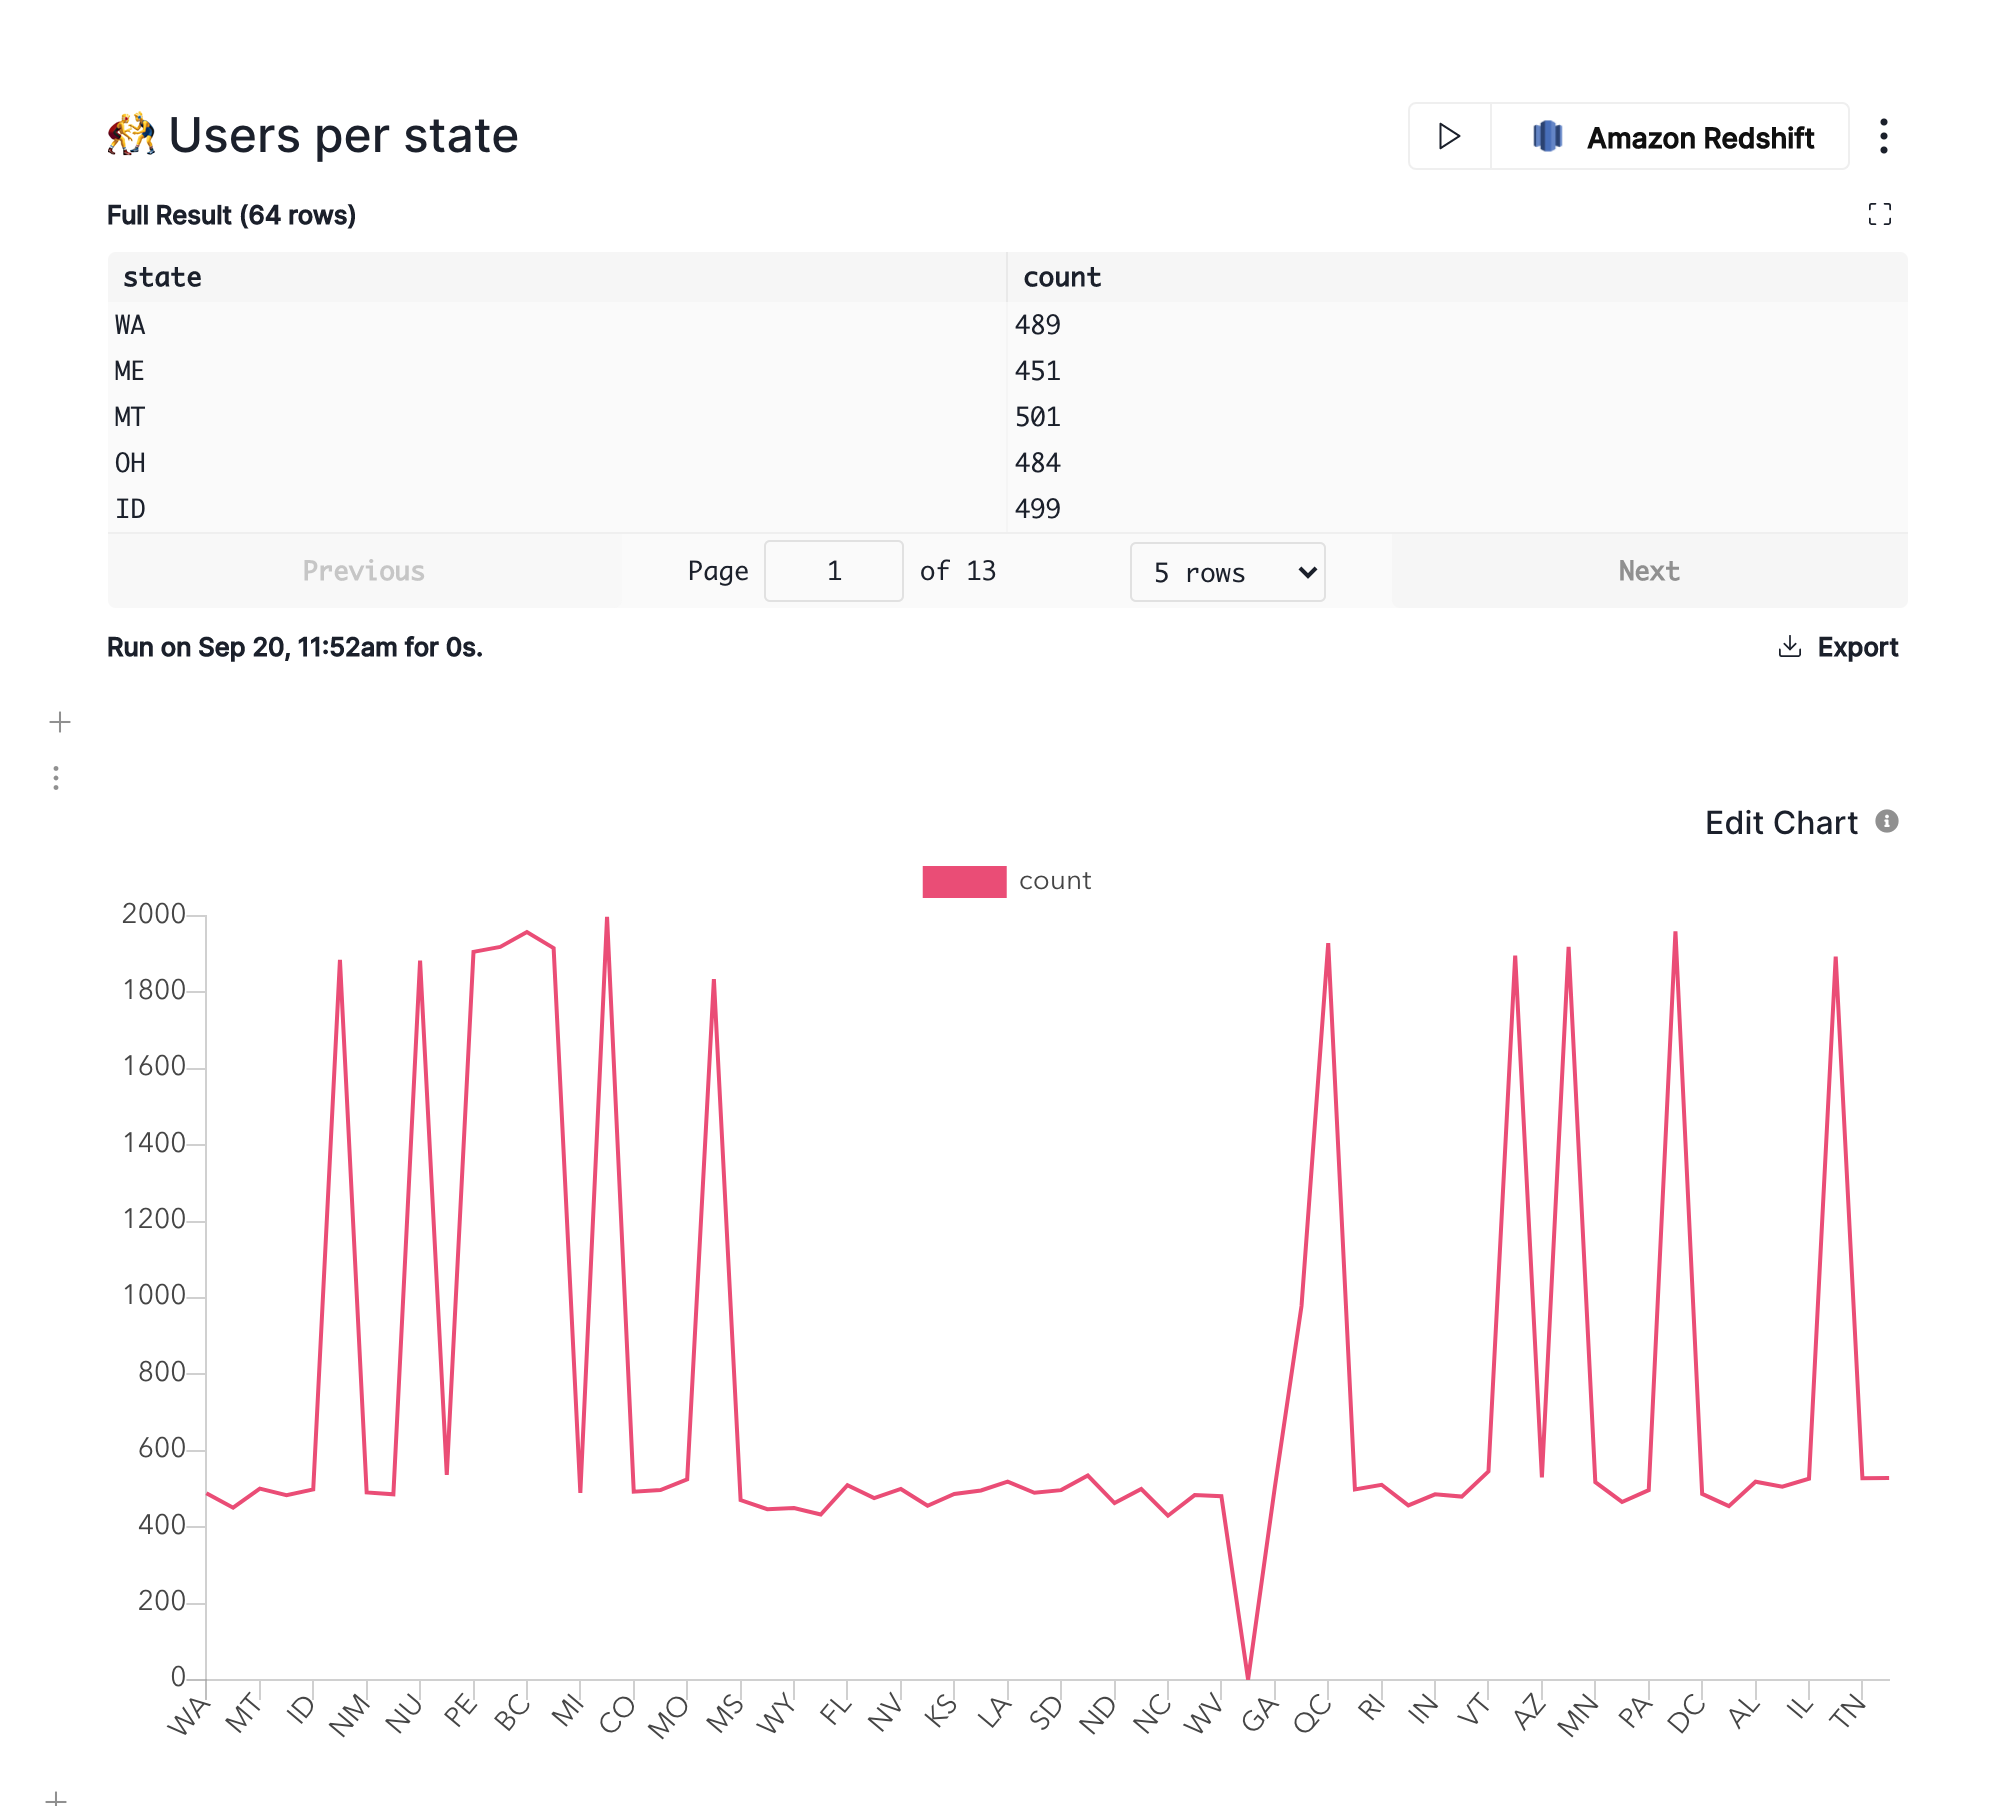 Users per state
Amazon Redshift
Full Result (64 rows)
state count
WA 489
ME 451
MT 501
OH 484
ID 499
Previous Page 1 of 13 5 rows Next
Run on Sep 20, 11:52am for 0s.
Export
Edit Chart
count
2000
1800
1600
1400
1200
1000
800
600
400
200
0
WA MT ID NM NU PE BC MI CO MO MS WY FL NV KS LA SD ND NC WV GA QC RI IN VT AZ MN PA DC AL IL TN